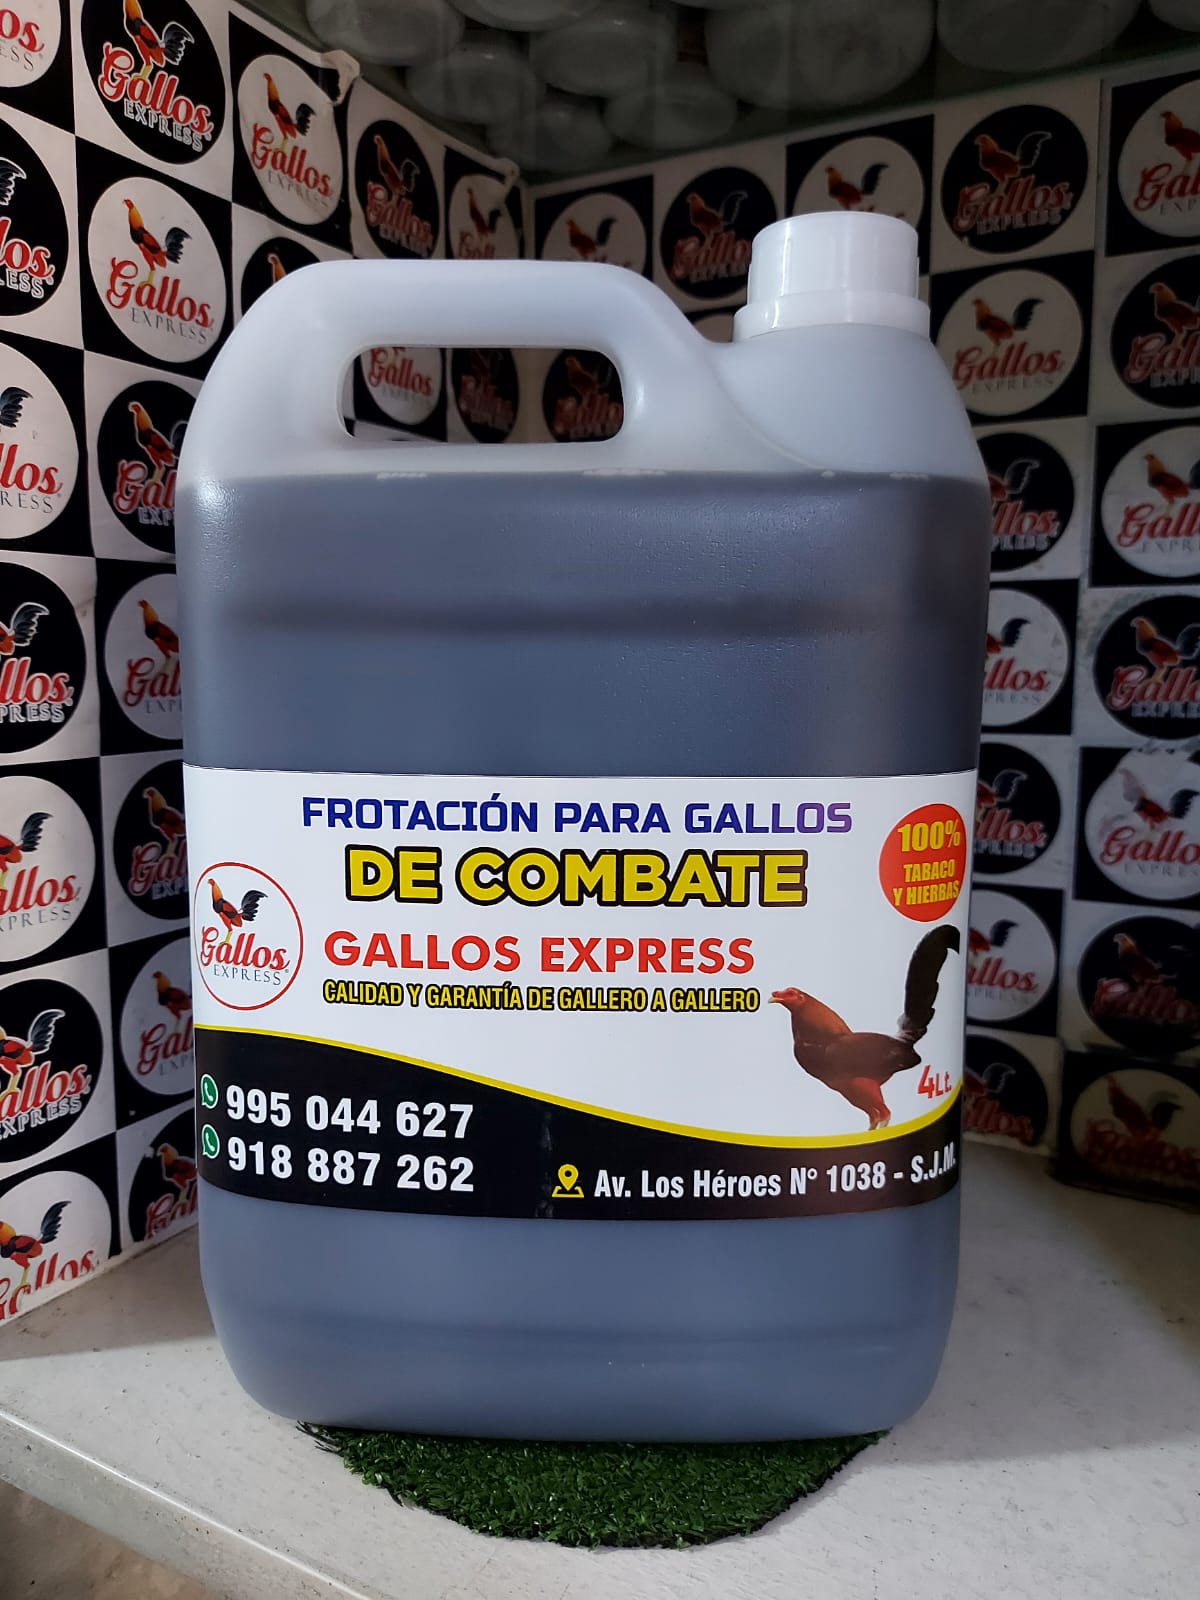 FROTACIÓN PARA GALLOS
DE COMBATE
100%
TABACO
Y HIERBAS
Gallos
EXPRESS
GALLOS EXPRESS
CALIDAD Y GARANTÍA DE GALLERO A GALLERO
4Lt.
995 044 627
918 887 262
Av. Los Héroes N° 1038 - S.J.M.